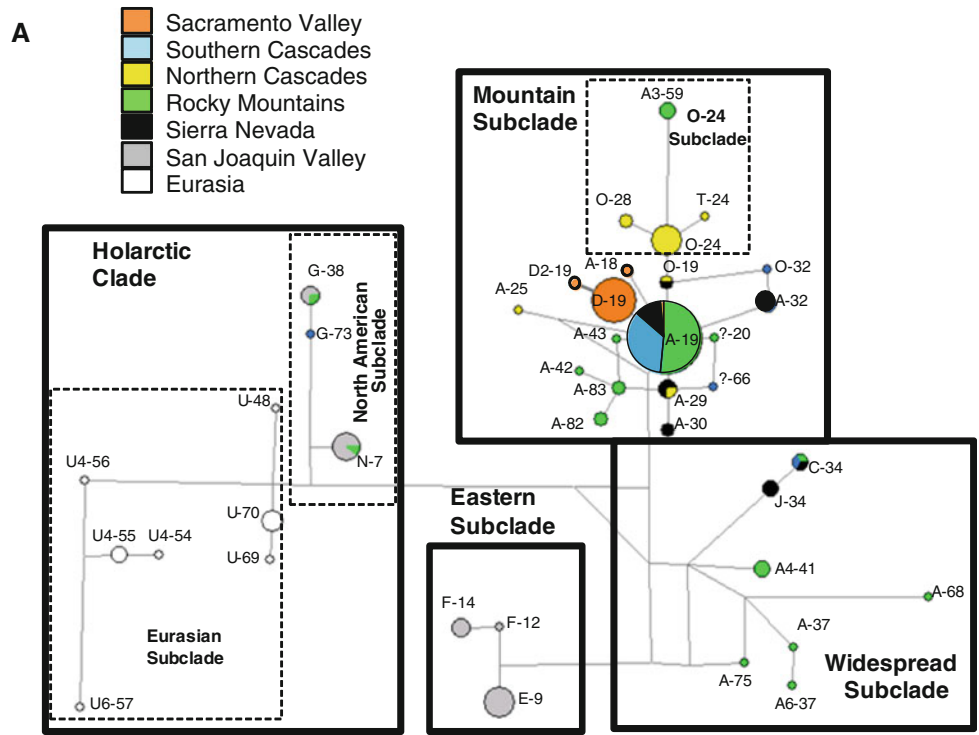 A
Sacramento Valley
Southern Cascades
Northern Cascades
Rocky Mountains
Sierra Nevada
San Joaquin Valley
Eurasia
Mountain
Subclade
A3-59
O-24
Subclade
O-28
T-24
O-24
A-18
O-19
D2-19
O-32
A-25
D-19
A-32
A-43
A-19
?-20
A-42
?-66
A-83
A-29
A-82
A-30
Holarctic
Clade
G-38
G-73
North American
Subclade
U-48
N-7
U4-56
U-70
U4-55
U4-54
U-69
Eurasian
Subclade
U6-57
Eastern
Subclade
F-14
F-12
E-9
C-34
J-34
A4-41
A-68
A-37
A-75
A6-37
Widespread
Subclade